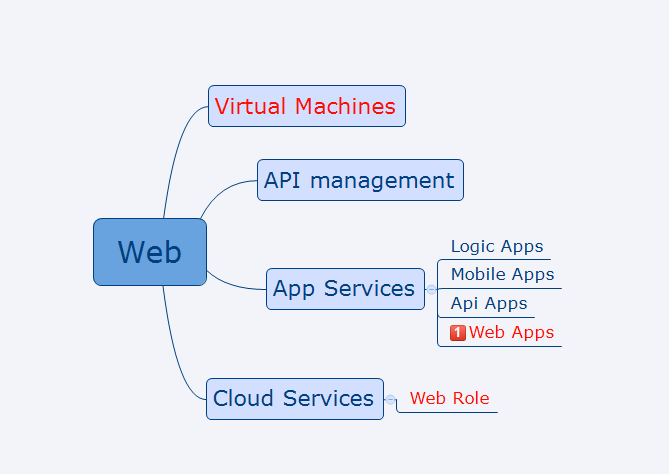 Virtual Machines
API management
Web
App Services
Logic Apps
Mobile Apps
Api Apps
1 Web Apps
Cloud Services
Web Role